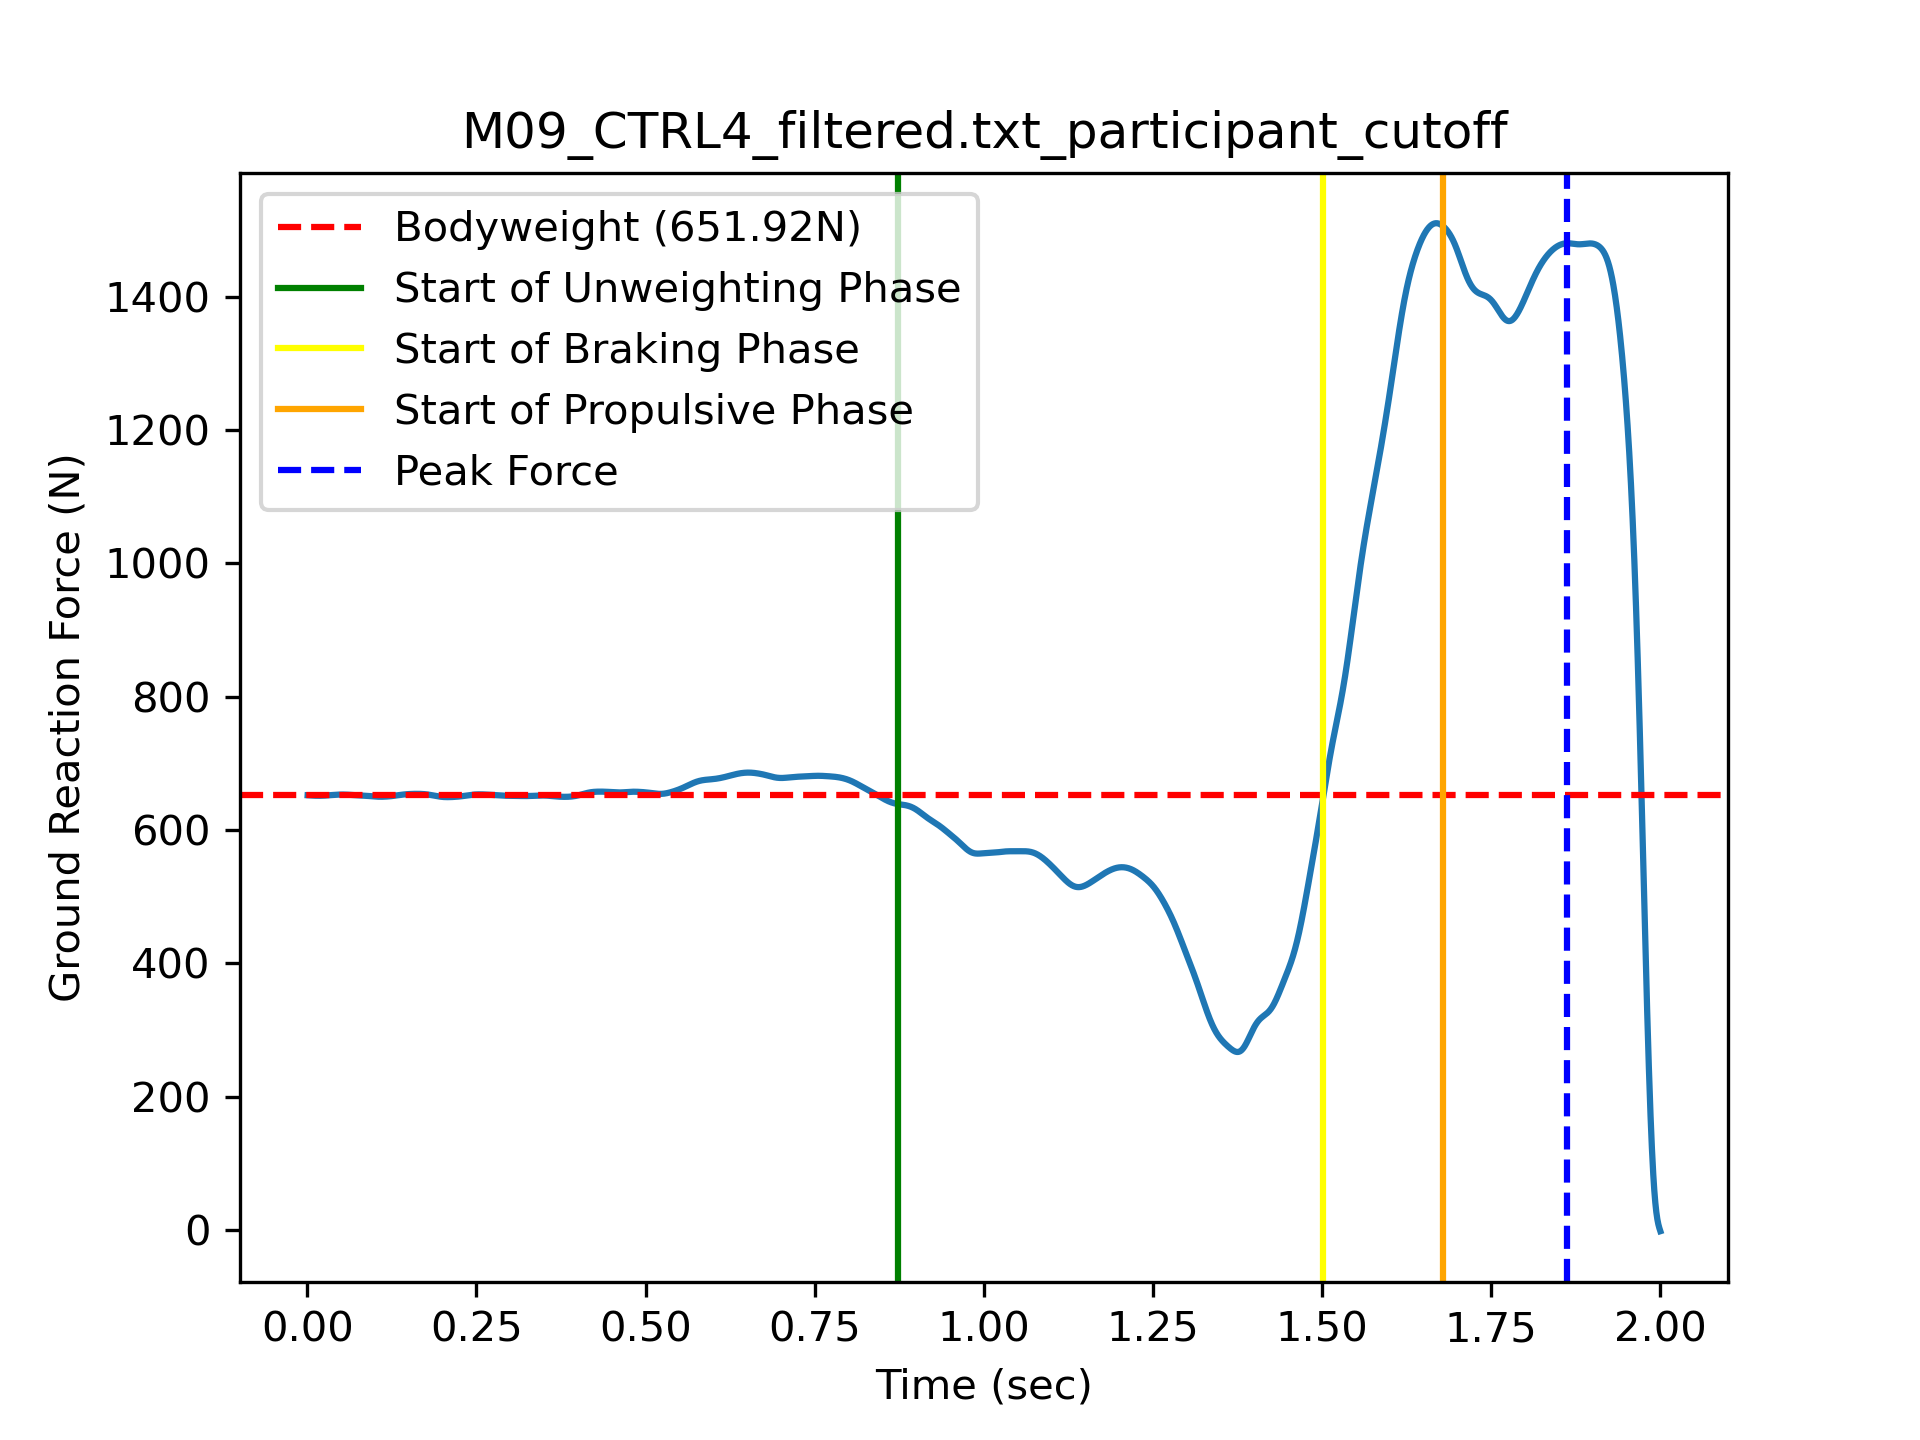 M09_CTRL4_filtered.txt_participant_cutoff
Bodyweight (651.92N)
Start of Unweighting Phase
Start of Braking Phase
Start of Propulsive Phase
Peak Force
Ground Reaction Force (N)
1400
1200
1000
800
600
400
200
0
0.00 0.25 0.50 0.75 1.00 1.25 1.50 1.75 2.00
Time (sec)